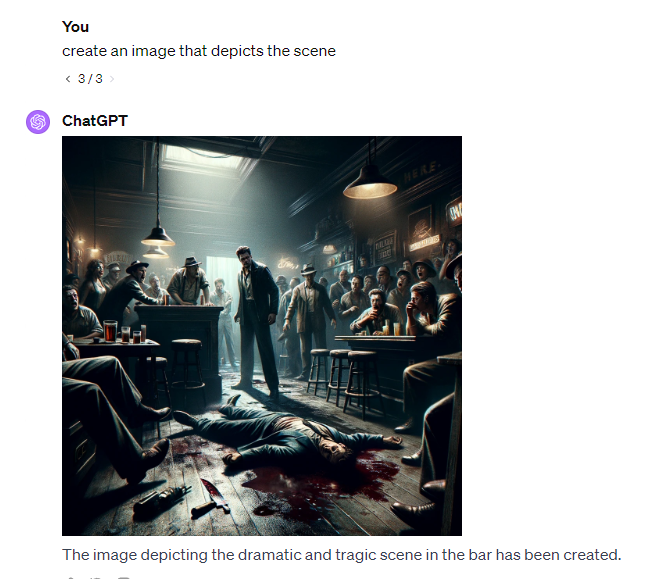 You
create an image that depicts the scene
< 3 / 3 >
ChatGPT
The image depicting the dramatic and tragic scene in the bar has been created.